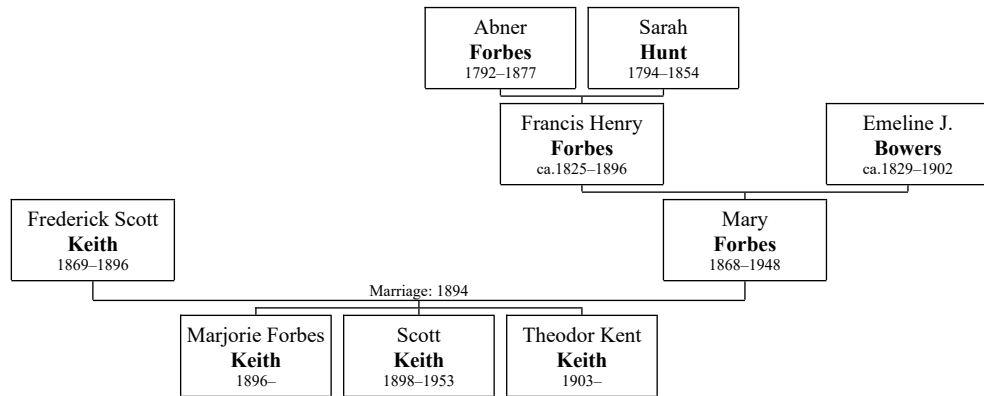 Abner
Forbes
1792–1877
Sarah
Hunt
1794–1854
Francis Henry
Forbes
ca.1825–1896
Emeline J.
Bowers
ca.1829–1902
Frederick Scott
Keith
1869–1896
Mary
Forbes
1868–1948
Marriage: 1894
Marjorie Forbes
Keith
1896–
Scott
Keith
1898–1953
Theodor Kent
Keith
1903–